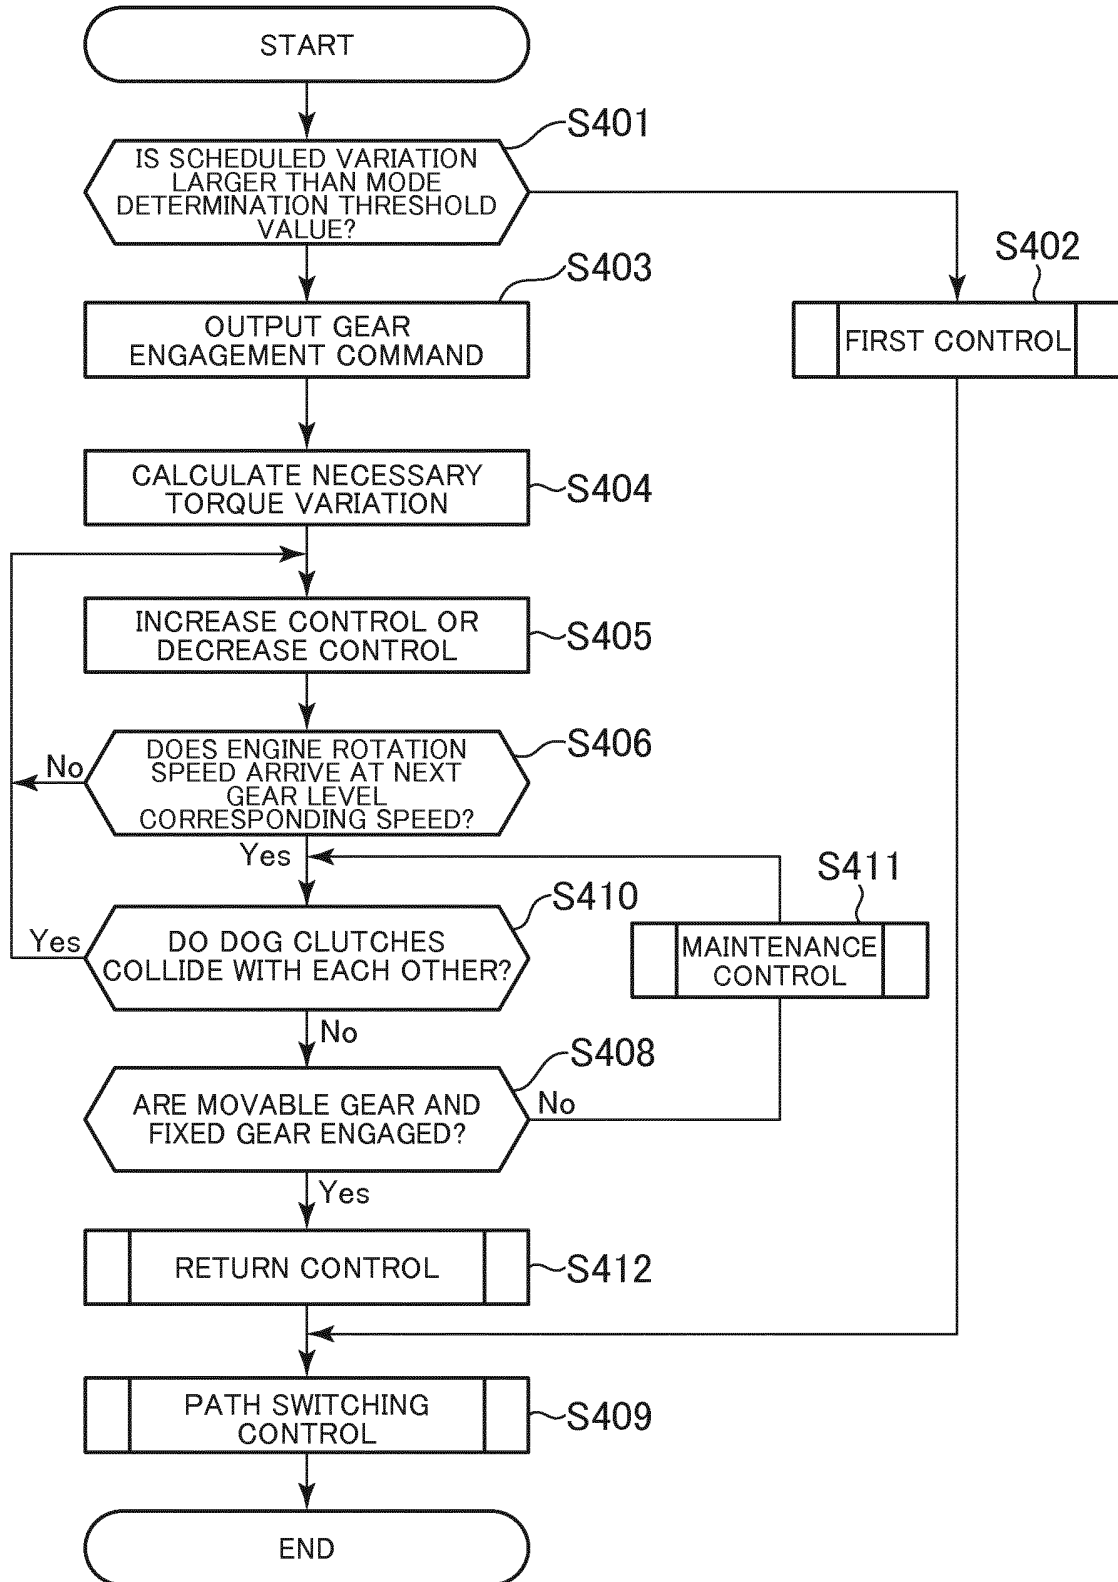 START
S401
IS SCHEDULED VARIATION
LARGER THAN MODE
DETERMINATION THRESHOLD
VALUE?
S402
FIRST CONTROL
S403
OUTPUT GEAR
ENGAGEMENT COMMAND
CALCULATE NECESSARY
TORQUE VARIATION
S404
INCREASE CONTROL OR
DECREASE CONTROL
S405
DOES ENGINE ROTATION
SPEED ARRIVE AT NEXT
GEAR LEVEL
CORRESPONDING SPEED?
S406
No
Yes
S411
MAINTENANCE
CONTROL
S410
DO DOG CLUTCHES
COLLIDE WITH EACH OTHER?
Yes
No
S408
ARE MOVABLE GEAR AND
FIXED GEAR ENGAGED?
No
Yes
RETURN CONTROL
S412
PATH SWITCHING
CONTROL
S409
END